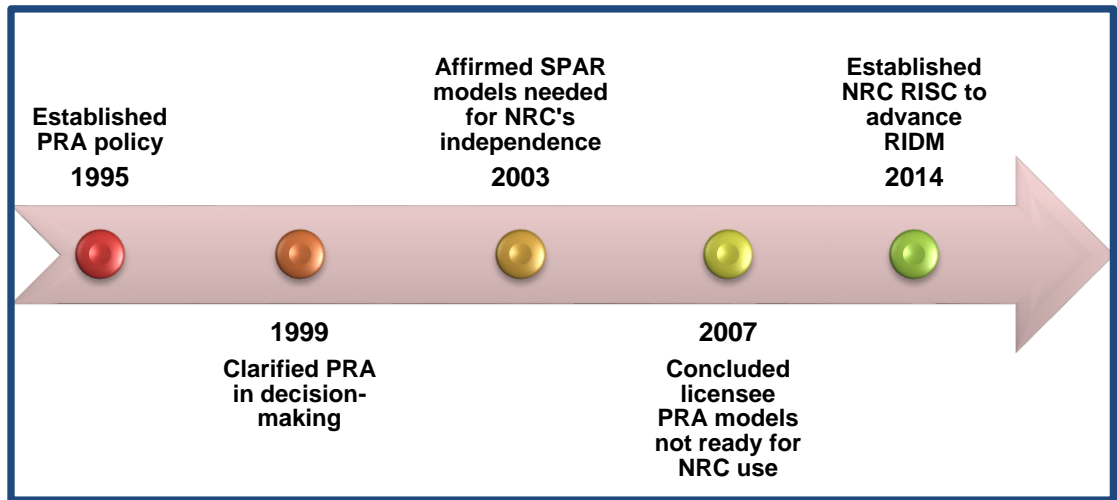 Established
PRA policy
1995
1999
Clarified PRA
in decision-
making
Affirmed SPAR
models needed
for NRC's
independence
2003
2007
Concluded
licensee
PRA models
not ready for
NRC use
Established
NRC RISC to
advance
RIDM
2014